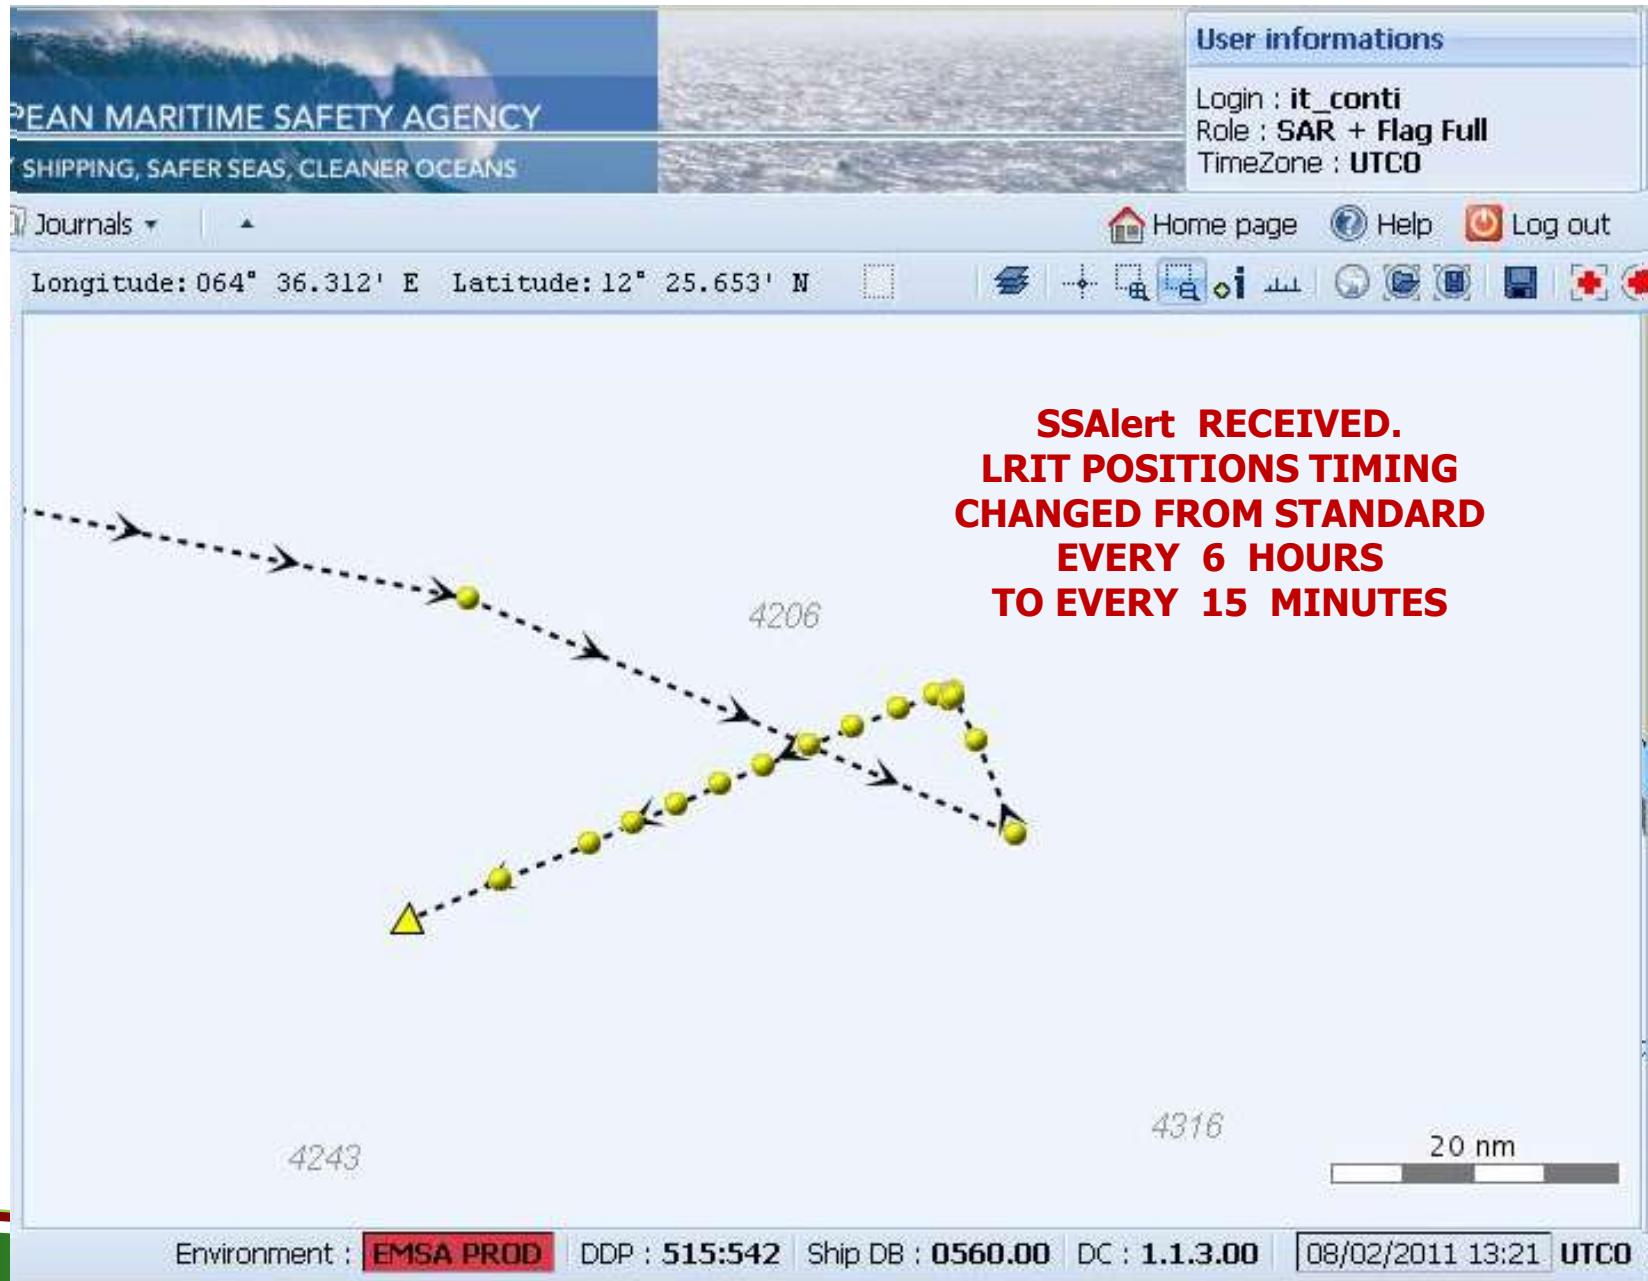 User informations
PEAN MARITIME SAFETY AGENCY
SHIPPING, SAFER SEAS, CLEANER OCEANS
Login : it_conti
Role : SAR + Flag Full
TimeZone : UTC0
Journals Home page Help Log out
Longitude: 064° 36.312' E Latitude: 12° 25.653' N
SSAlert RECEIVED.
LRIT POSITIONS TIMING
CHANGED FROM STANDARD
EVERY 6 HOURS
TO EVERY 15 MINUTES
4206
4316
4243
20 nm
Environment : EMSA PROD DDP : 515:542 Ship DB : 0560.00 DC : 1.1.3.00 08/02/2011 13:21 UTC0